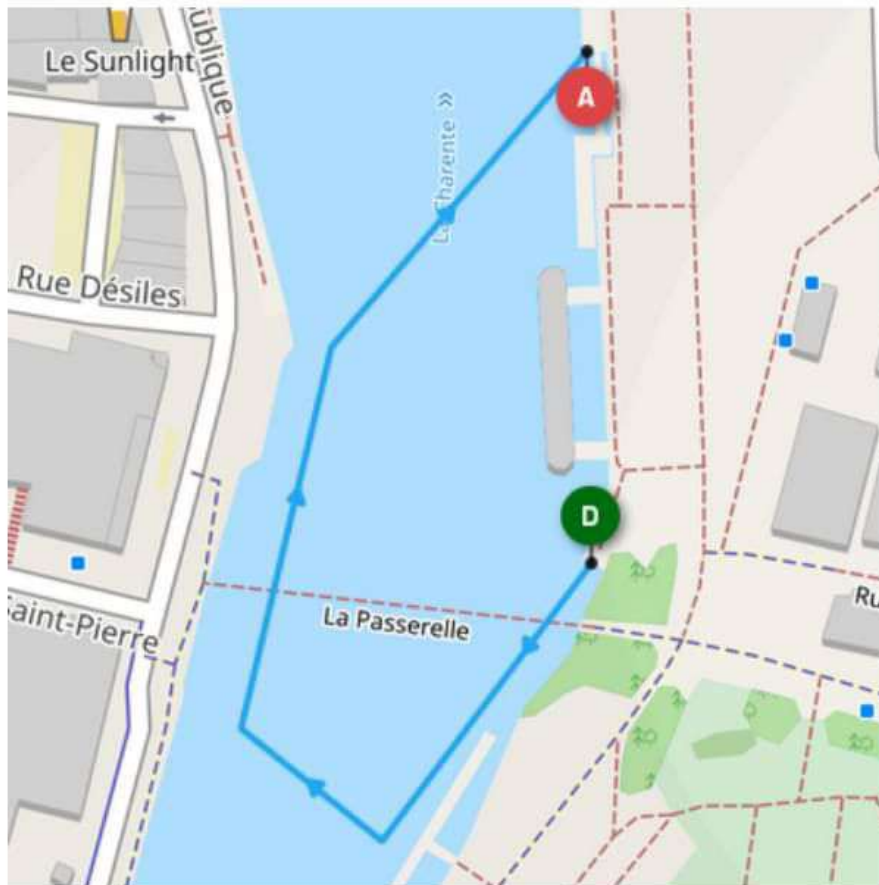 ublique
Le Sunlight
A
La Charente »
Rue Désiles
D
Ru
La Passerelle
Saint-Pierre